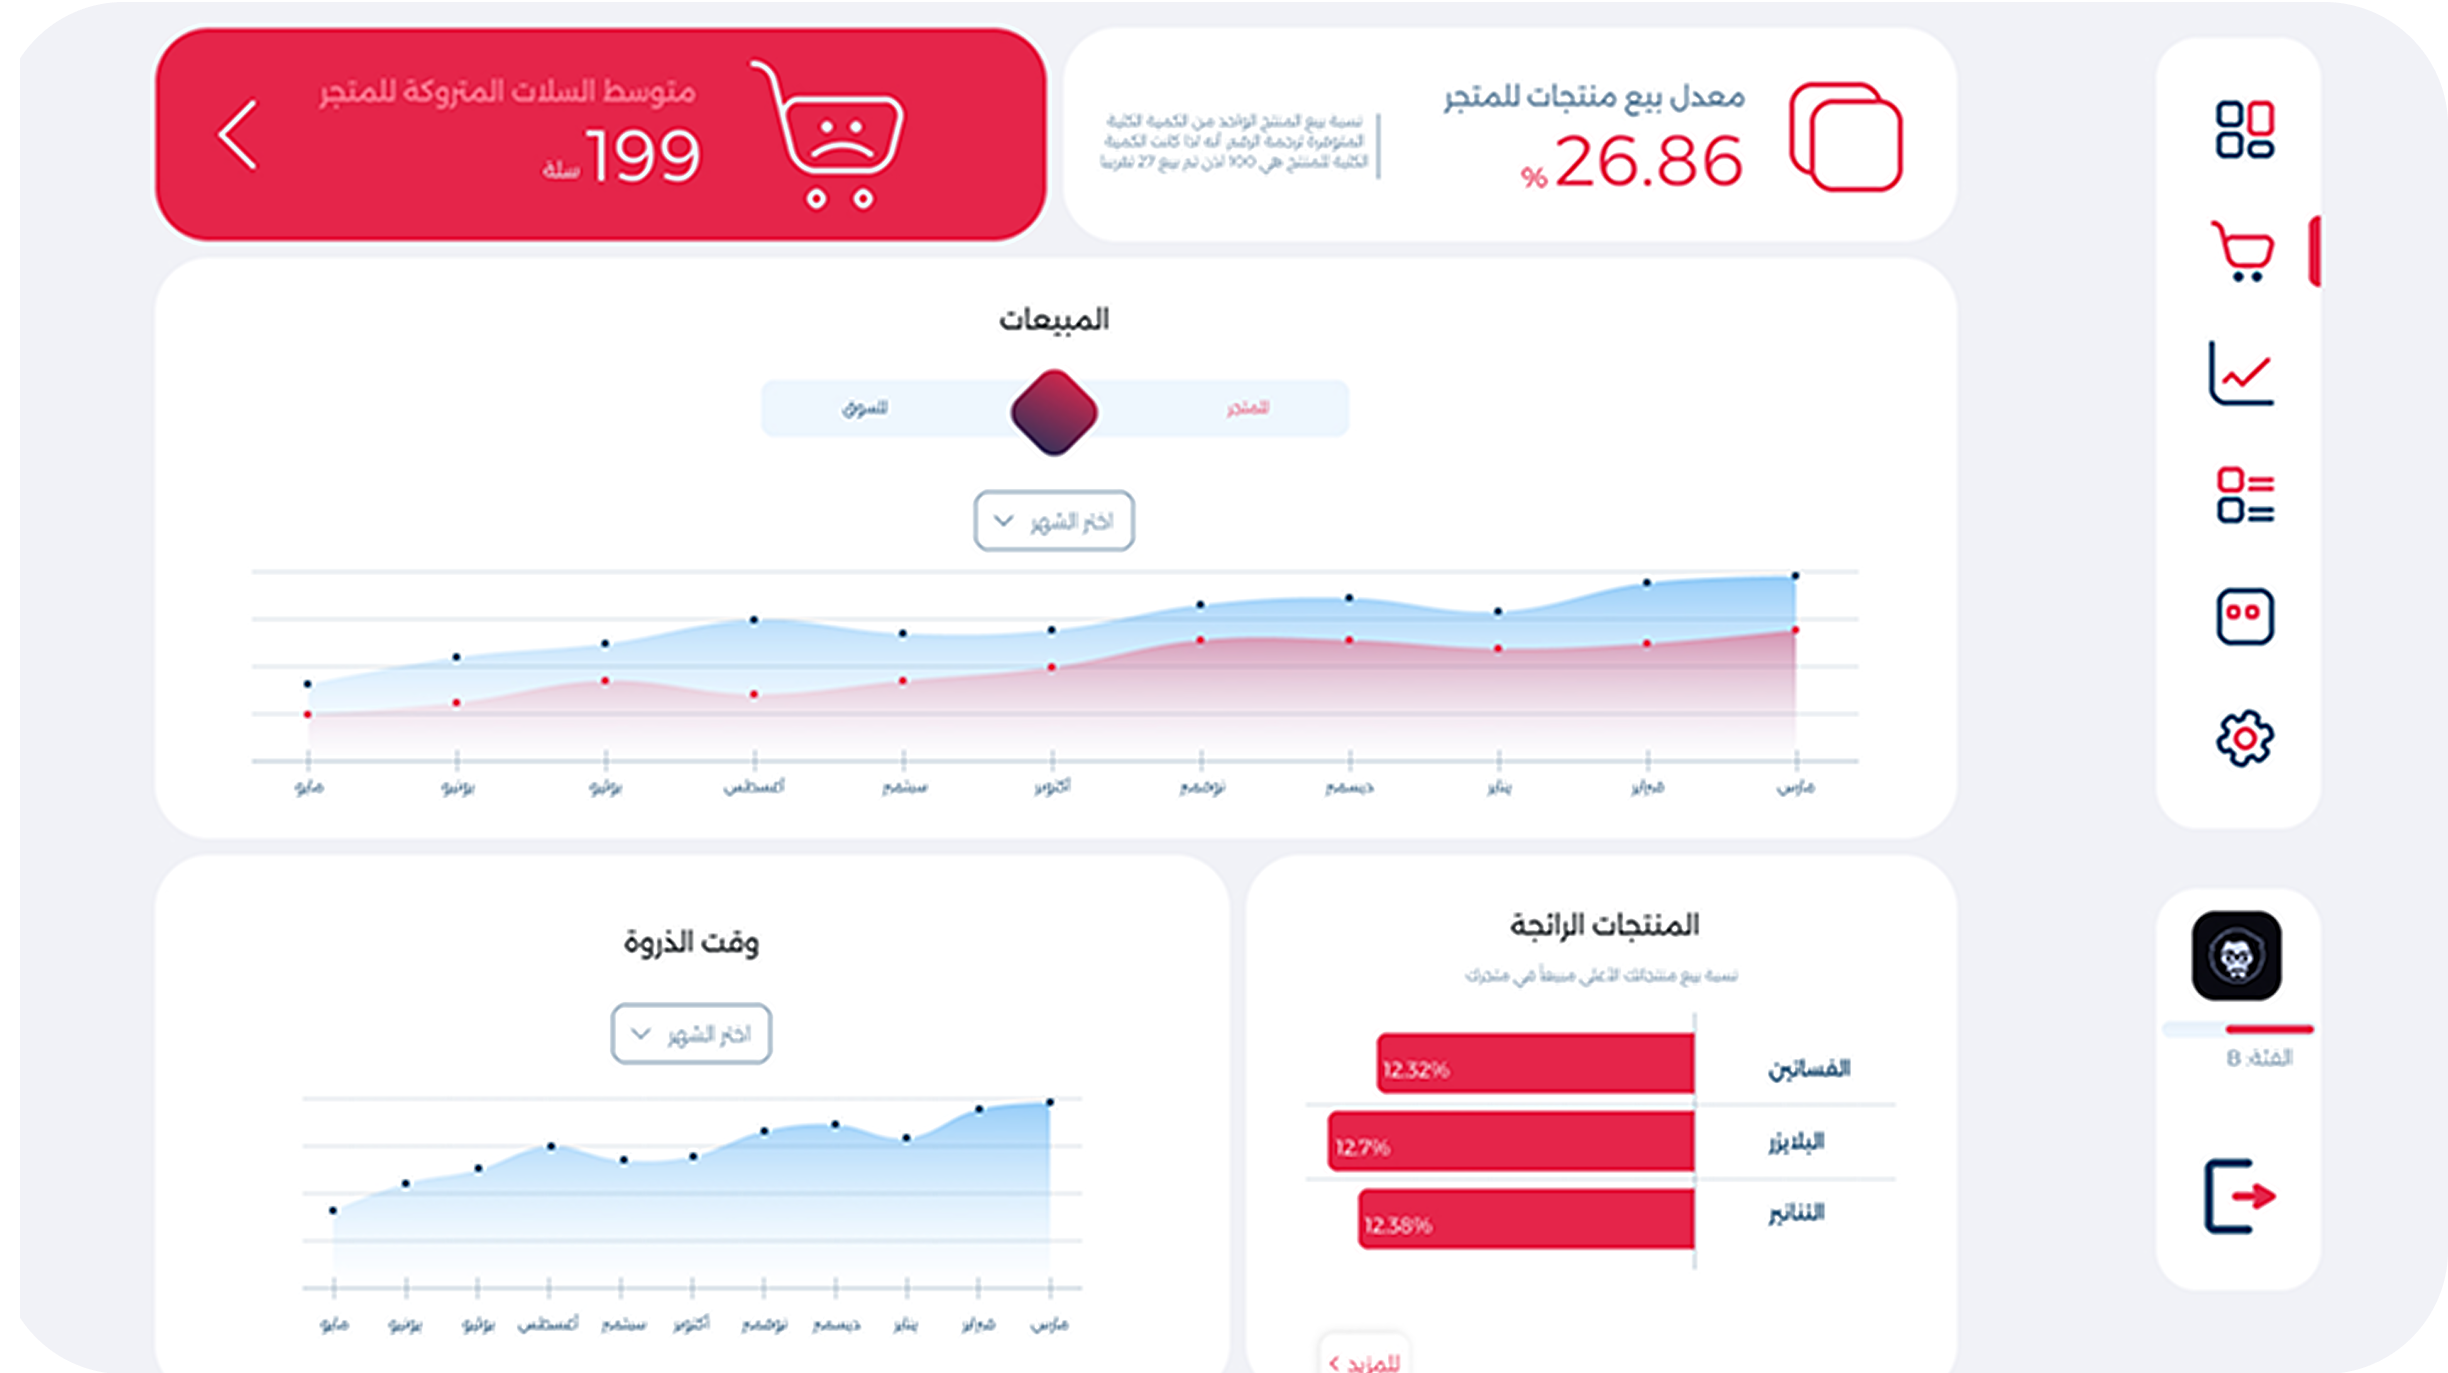 معدل بيع منتجات للمتجر
26.86 %
نسبة بيع المنتج الواحد من الكمية الكلية
المتوفرة ترجمة الرقم أنه اذا كانت الكمية
الكلية للمنتج هي 100 اذن تم بيع 27 تقريبا
متوسط السلات المتروكة للمتجر
199 سلة
المبيعات
للمتجر
للسوق
اختر الشهر
مارس
فبراير
يناير
ديسمبر
نوفمبر
أكتوبر
سبتمبر
أغسطس
يوليو
يونيو
مايو
المنتجات الرائجة
نسبة بيع منتجاتك الأعلى مبيعاً في متجرك
الفساتين 12.32%
البلايزر 12.7%
التنانير 12.38%
للمزيد
وقت الذروة
اختر الشهر
مارس
فبراير
يناير
ديسمبر
نوفمبر
أكتوبر
سبتمبر
أغسطس
يوليو
يونيو
مايو
الفئة: B